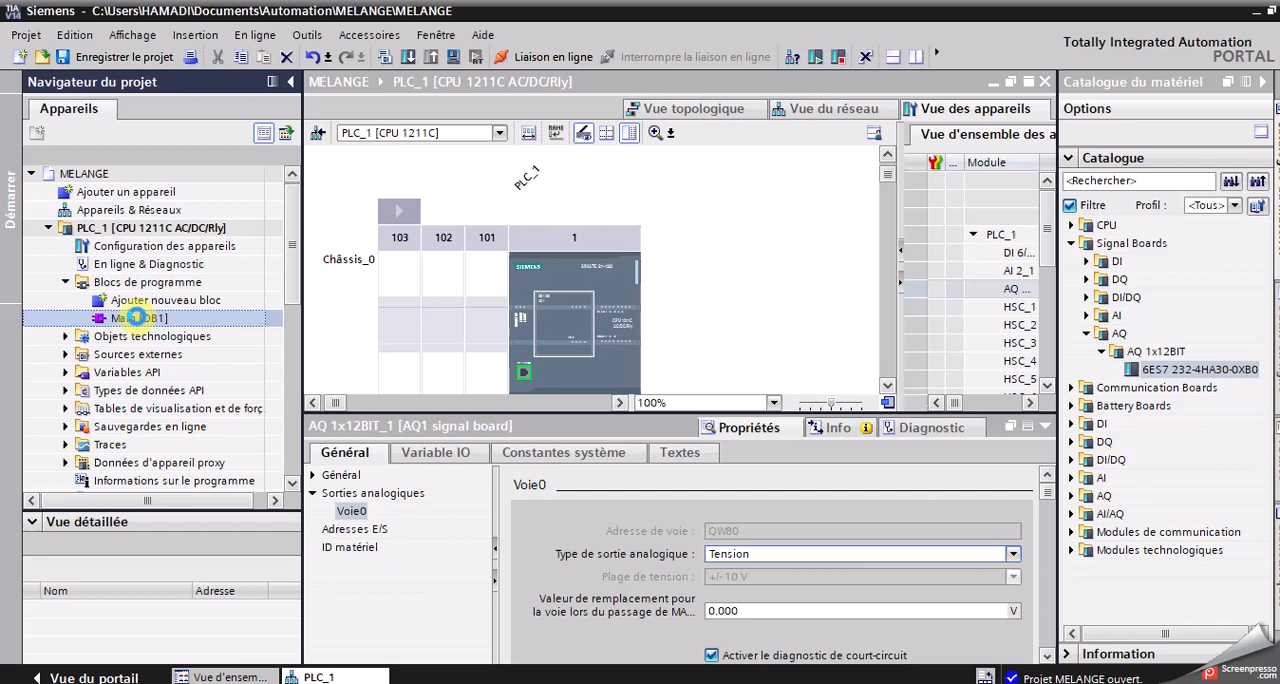 Siemens - C:\Users\HAMADI\Documents\Automation\MELANGE\MELANGE
Projet Edition Affichage Insertion En ligne Outils Accessoires Fenêtre Aide
Totally Integrated Automation
PORTAL
Enregistrer le projet
Liaison en ligne
Interrompre la liaison en ligne
Navigateur du projet
MELANGE
PLC_1 [CPU 1211C AC/DC/Rly]
Catalogue du matériel
Appareils
Vue topologique
Vue du réseau
Vue des appareils
Options
PLC_1 [CPU 1211C]
Vue d'ensemble des a
Démarrer
... Module
Catalogue
<Rechercher>
Filtre
Profil :
<Tous>
MELANGE
Ajouter un appareil
Appareils & Réseaux
PLC_1 [CPU 1211C AC/DC/Rly]
Configuration des appareils
En ligne & Diagnostic
Blocs de programme
Ajouter nouveau bloc
Objets technologiques
Sources externes
Variables API
Types de données API
Tables de visualisation et de forç
Sauvegardes en ligne
Traces
Données d'appareil proxy
Informations sur le programme
PLC_1
103 102 101 1
Châssis_0
SIEMENS
100%
PLC_1
DI 6/...
AI 2_1
AQ ...
HSC_1
HSC_2
HSC_3
HSC_4
HSC_5
CPU
Signal Boards
DI
DQ
DI/DQ
AI
AQ
AQ 1x12BIT
6ES7 232-4HA30-0XB0
Communication Boards
Battery Boards
DI
DQ
DI/DQ
AI
AQ
AI/AQ
Modules de communication
Modules technologiques
Information
AQ 1x12BIT_1 [AQ1 signal board]
Propriétés
Info
Diagnostic
Général
Variable IO
Constantes système
Textes
Général
Sorties analogiques
Voie0
Adresses E/S
ID matériel
Voie0
Adresse de voie : QW80
Type de sortie analogique : Tension
Plage de tension : +/- 10 V
Valeur de remplacement pour
la voie lors du passage de MA... 0.000 V
Activer le diagnostic de court-circuit
Vue détaillée
Nom
Adresse
Vue du portail
Vue d'ensem...
PLC_1
Projet MELANGE ouvert.
Screenpresso
.com